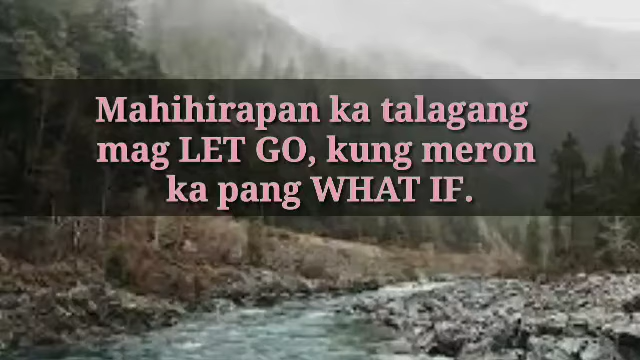 Mahihirapan ka talagang
mag LET GO, kung meron
ka pang WHAT IF.